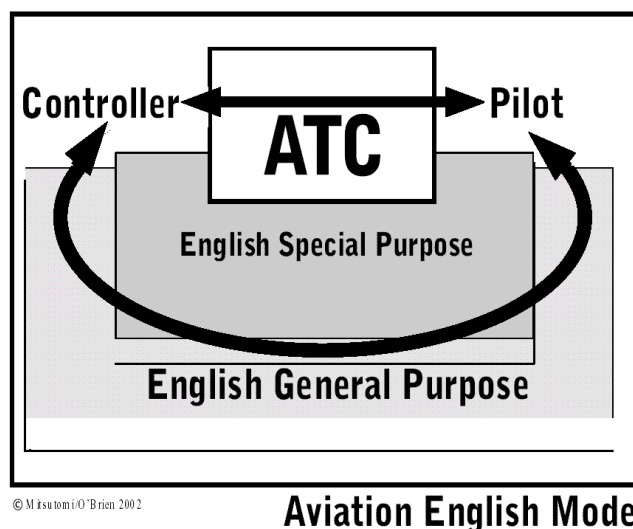 Controller Pilot
ATC
English Special Purpose
English General Purpose
© Mitsutomi/O'Brien 2002
Aviation English Mode